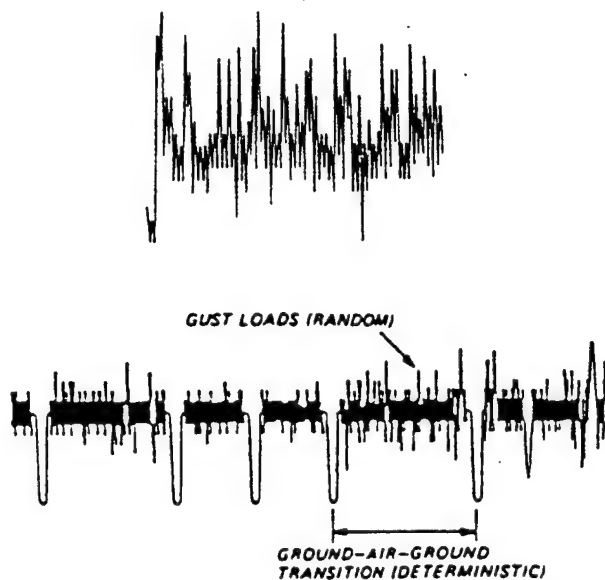 GUST LOADS (RANDOM)
GROUND-AIR-GROUND
TRANSITION (DETERMINISTIC)